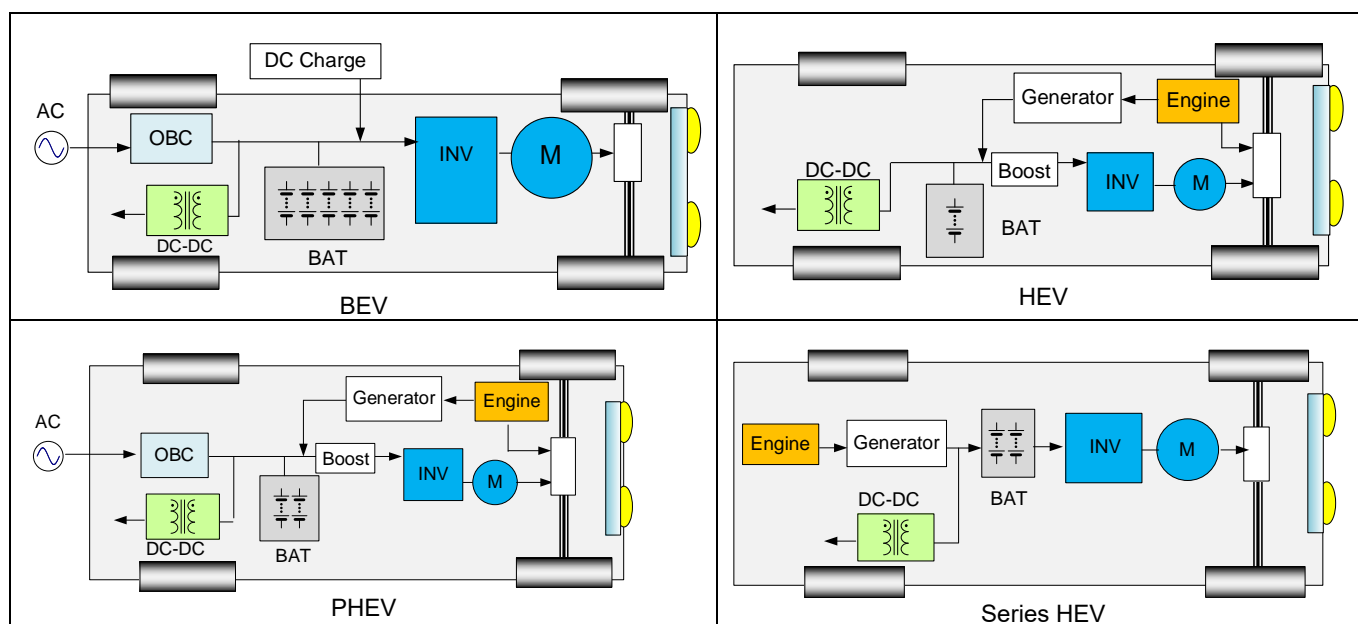 DC Charge
AC
OBC
INV
M
DC-DC
BAT
BEV
Generator
Engine
DC-DC
Boost
INV
M
BAT
HEV
AC
Generator
Engine
OBC
Boost
INV
M
DC-DC
BAT
PHEV
Engine
Generator
INV
M
BAT
DC-DC
Series HEV